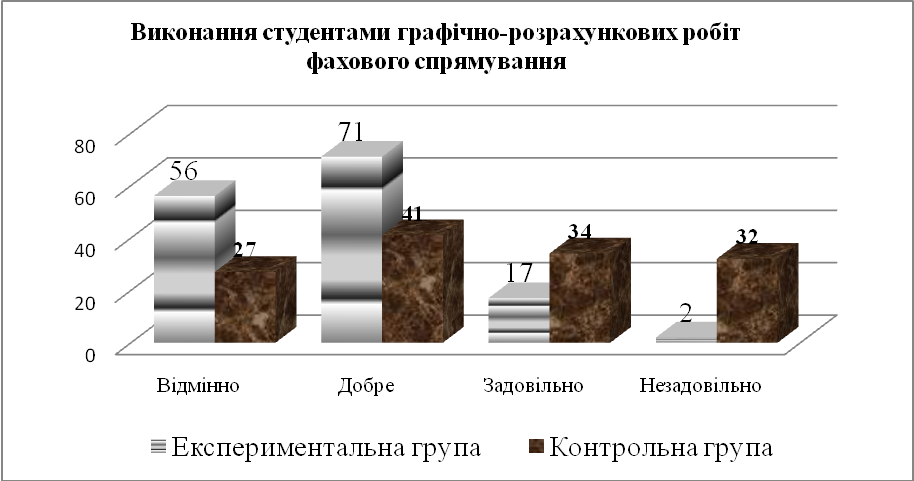 Виконання студентами графічно-розрахункових робіт
фахового спрямування
80
60
40
20
0
56
27
71
41
17
34
2
32
Відмінно
Добре
Задовільно
Незадовільно
Експериментальна група
Контрольна група